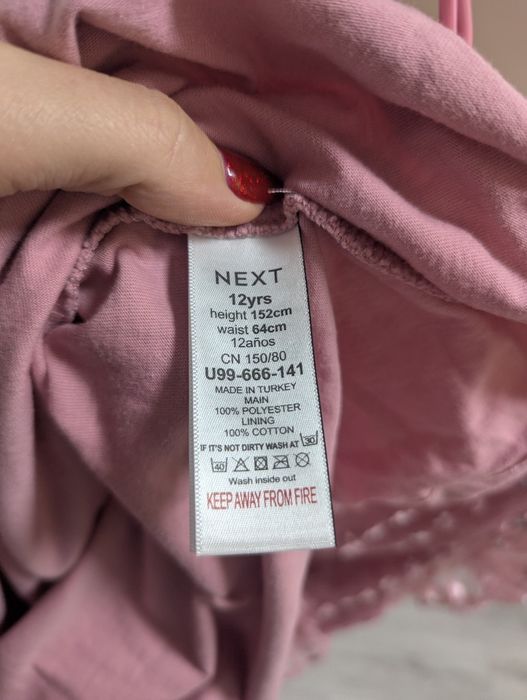 NEXT
12yrs
height 152cm
waist 64cm
12años
CN 150/80
U99-666-141
MADE IN TURKEY
MAIN
100% POLYESTER
LINING
100% COTTON
IF IT'S NOT DIRTY WASH AT 30
40
Wash inside out
KEEP AWAY FROM FIRE